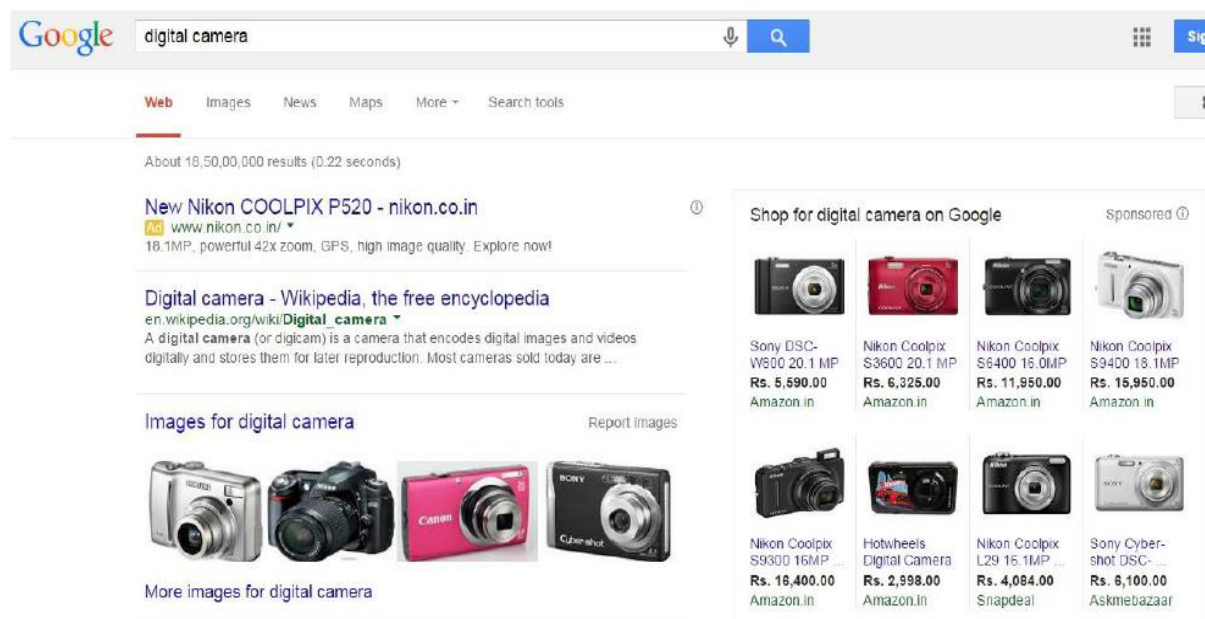 Google
digital camera
Web Images News Maps More Search tools
About 18,50,00,000 results (0.22 seconds)
New Nikon COOLPIX P520 - nikon.co.in
Ad www.nikon.co.in/
18.1MP, powerful 42x zoom, GPS, high image quality. Explore now!
Digital camera - Wikipedia, the free encyclopedia
en.wikipedia.org/wiki/Digital_camera
A digital camera (or digicam) is a camera that encodes digital images and videos
digitally and stores them for later reproduction. Most cameras sold today are ...
Images for digital camera Report images
Canon
SONY
Cyber-shot
More images for digital camera
Shop for digital camera on Google Sponsored
Sony DSC-
W800 20.1 MP
Rs. 5,590.00
Amazon.in
Nikon Coolpix
S3600 20.1 MP
Rs. 6,325.00
Amazon.in
Nikon Coolpix
S6400 16.0MP
Rs. 11,950.00
Amazon.in
Nikon Coolpix
S9400 18.1MP
Rs. 15,950.00
Amazon.in
Nikon Coolpix
S9300 16MP ...
Rs. 16,400.00
Amazon.in
Hotwheels
Digital Camera
Rs. 2,998.00
Amazon.in
Nikon Coolpix
L29 16.1MP ...
Rs. 4,084.00
Snapdeal
Sony Cyber-
shot DSC- ...
Rs. 6,100.00
Askmebazaar